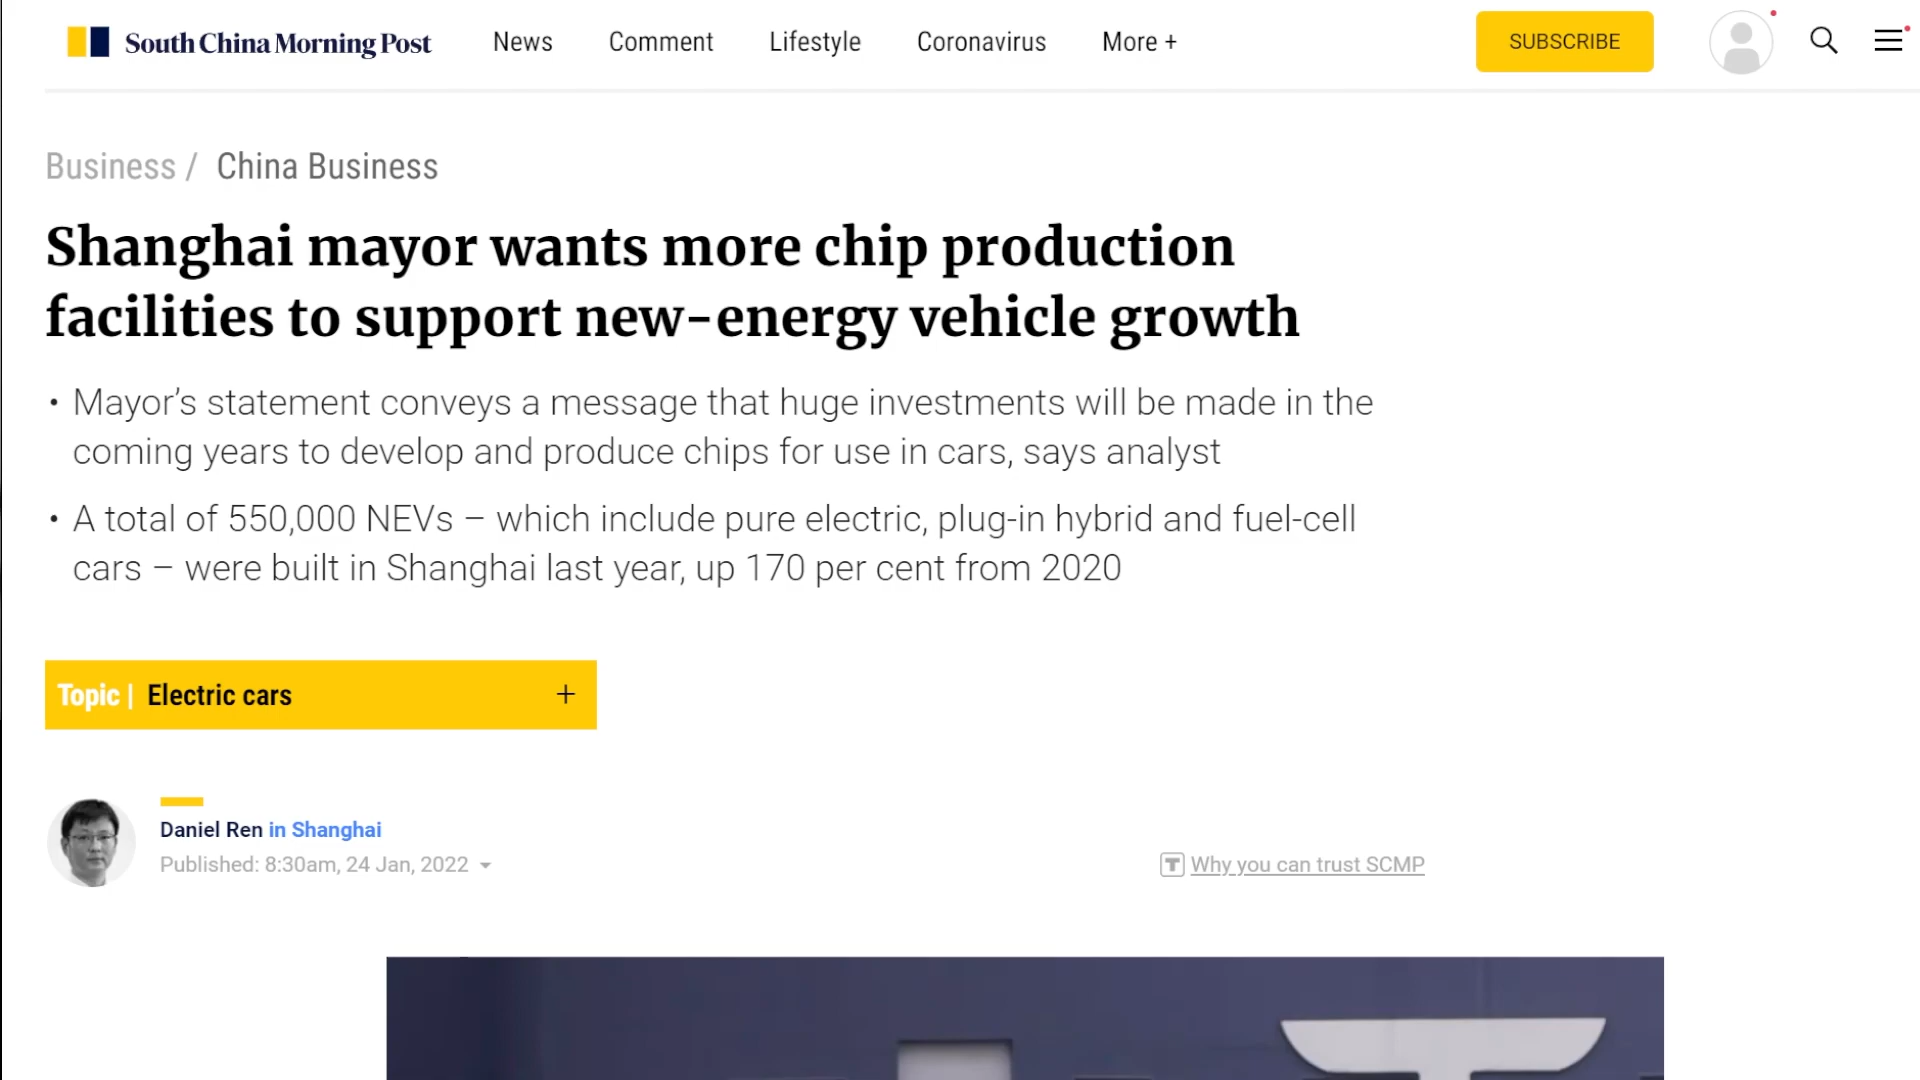 South China Morning Post
News
Comment
Lifestyle
Coronavirus
More +
SUBSCRIBE
Business / China Business
Shanghai mayor wants more chip production
facilities to support new-energy vehicle growth
• Mayor’s statement conveys a message that huge investments will be made in the
coming years to develop and produce chips for use in cars, says analyst
• A total of 550,000 NEVs – which include pure electric, plug-in hybrid and fuel-cell
cars – were built in Shanghai last year, up 170 per cent from 2020
Topic | Electric cars +
Daniel Ren in Shanghai
Published: 8:30am, 24 Jan, 2022
T Why you can trust SCMP